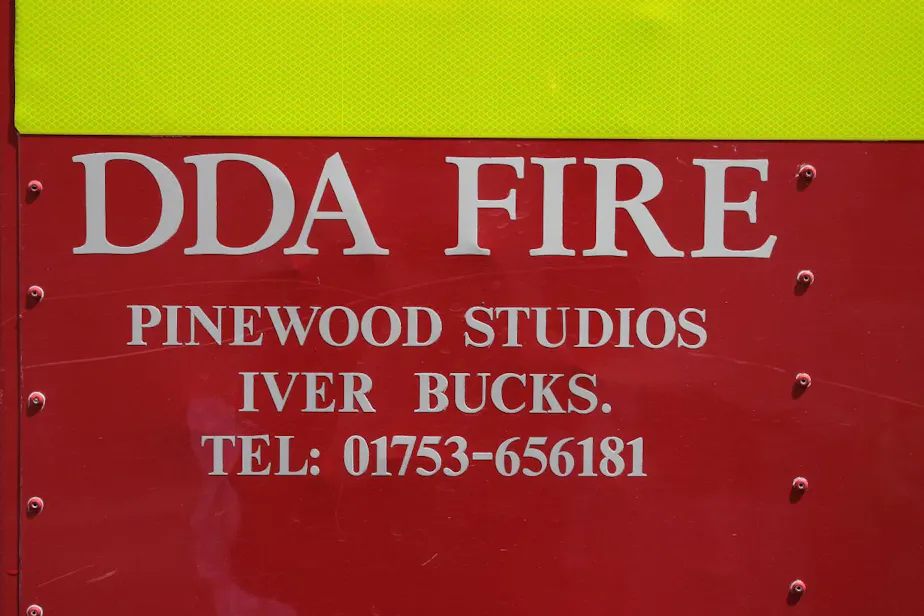 DDA FIRE
PINEWOOD STUDIOS
IVER BUCKS.
TEL: 01753-656181